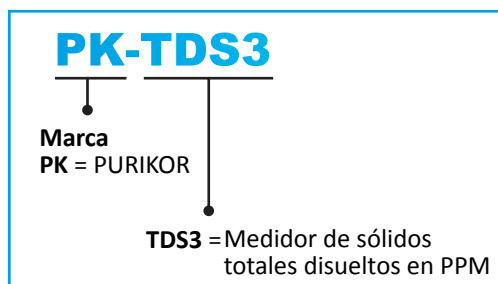 PK-TDS3
Marca
PK = PURIKOR
TDS3 = Medidor de sólidos
totales disueltos en PPM